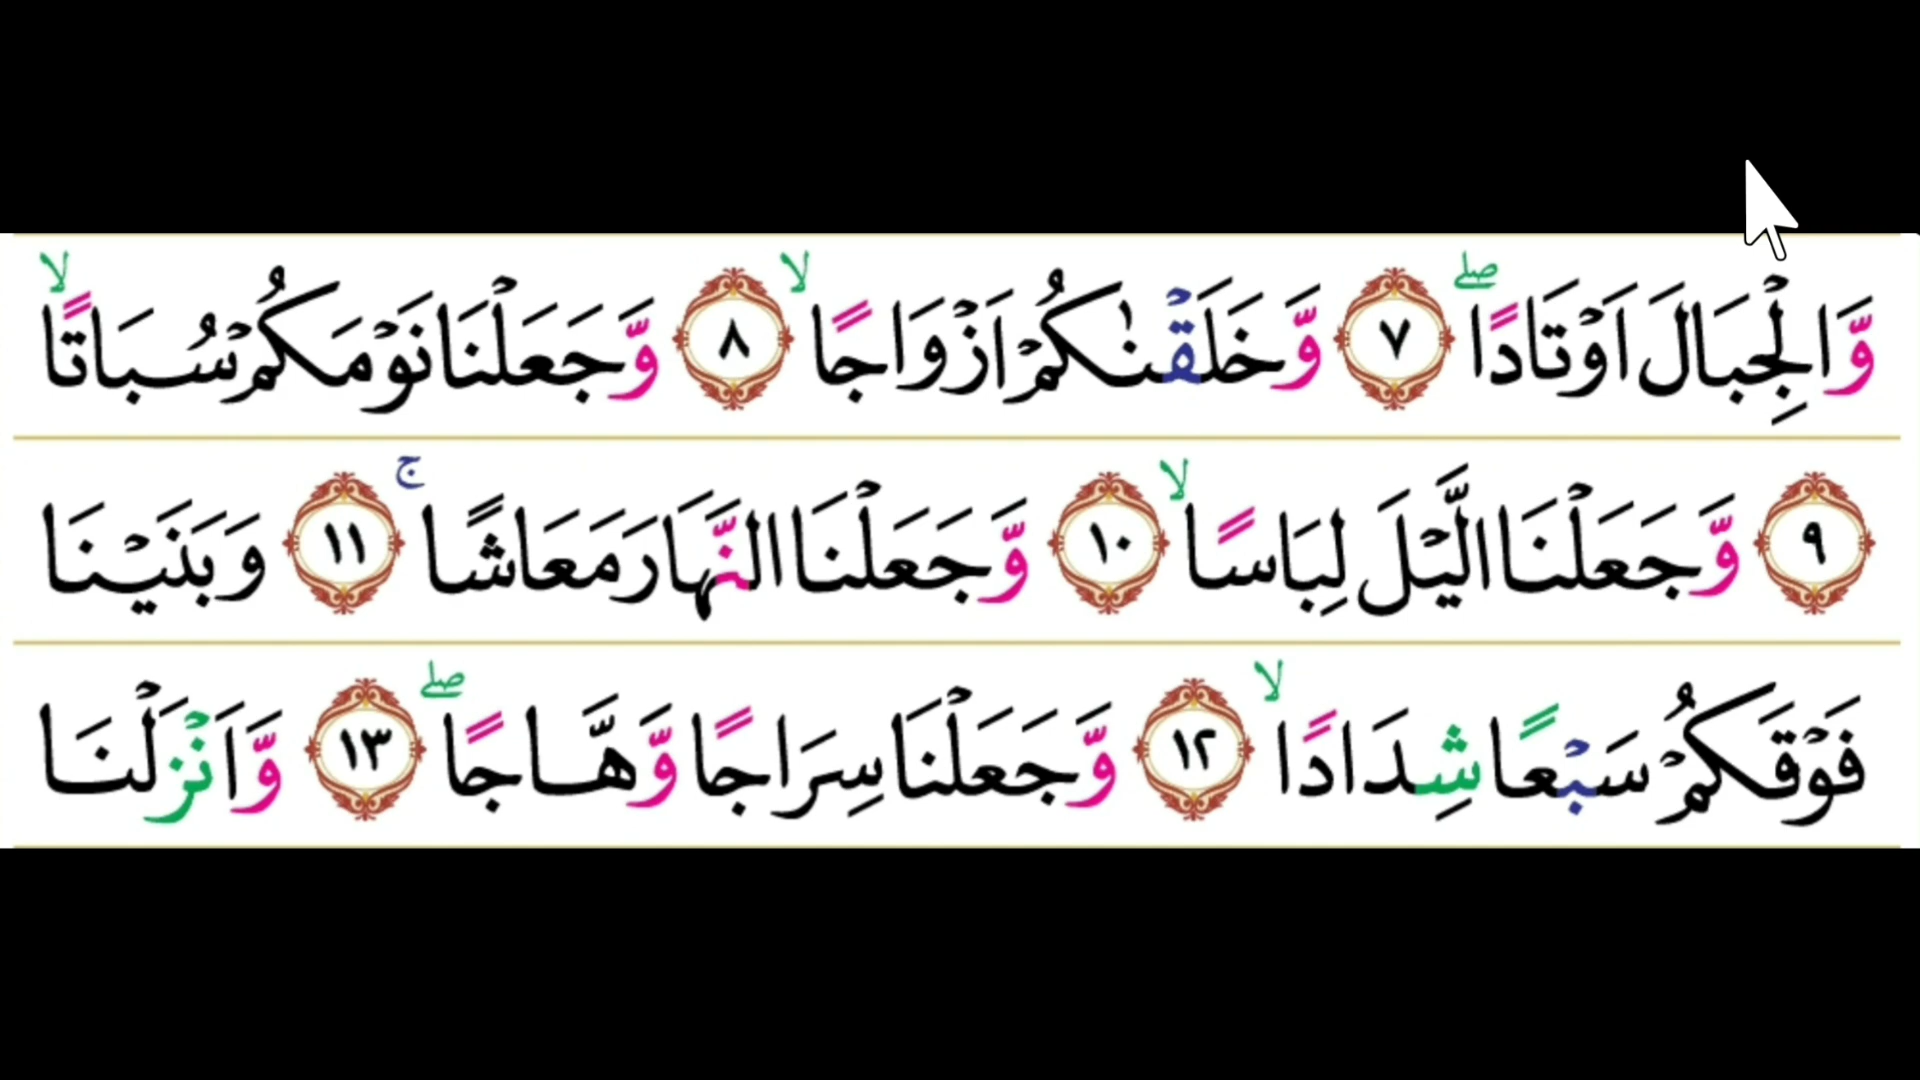 وَّالْجِبَالَ اَوْتَادًا ۖ ٧ وَّخَلَقْنٰكُمْ اَزْوَاجًا ۙ ٨ وَّجَعَلْنَا نَوْمَكُمْ سُبَاتًا ۙ
٩ وَّجَعَلْنَا الَّيْلَ لِبَاسًا ۙ ١٠ وَّجَعَلْنَا النَّهَارَ مَعَاشًا ۚ ١١ وَبَنَيْنَا
فَوْقَكُمْ سَبْعًا شِدَادًا ۙ ١٢ وَّجَعَلْنَا سِرَاجًا وَّهَّاجًا ۖ ١٣ وَّاَنْزَلْنَا